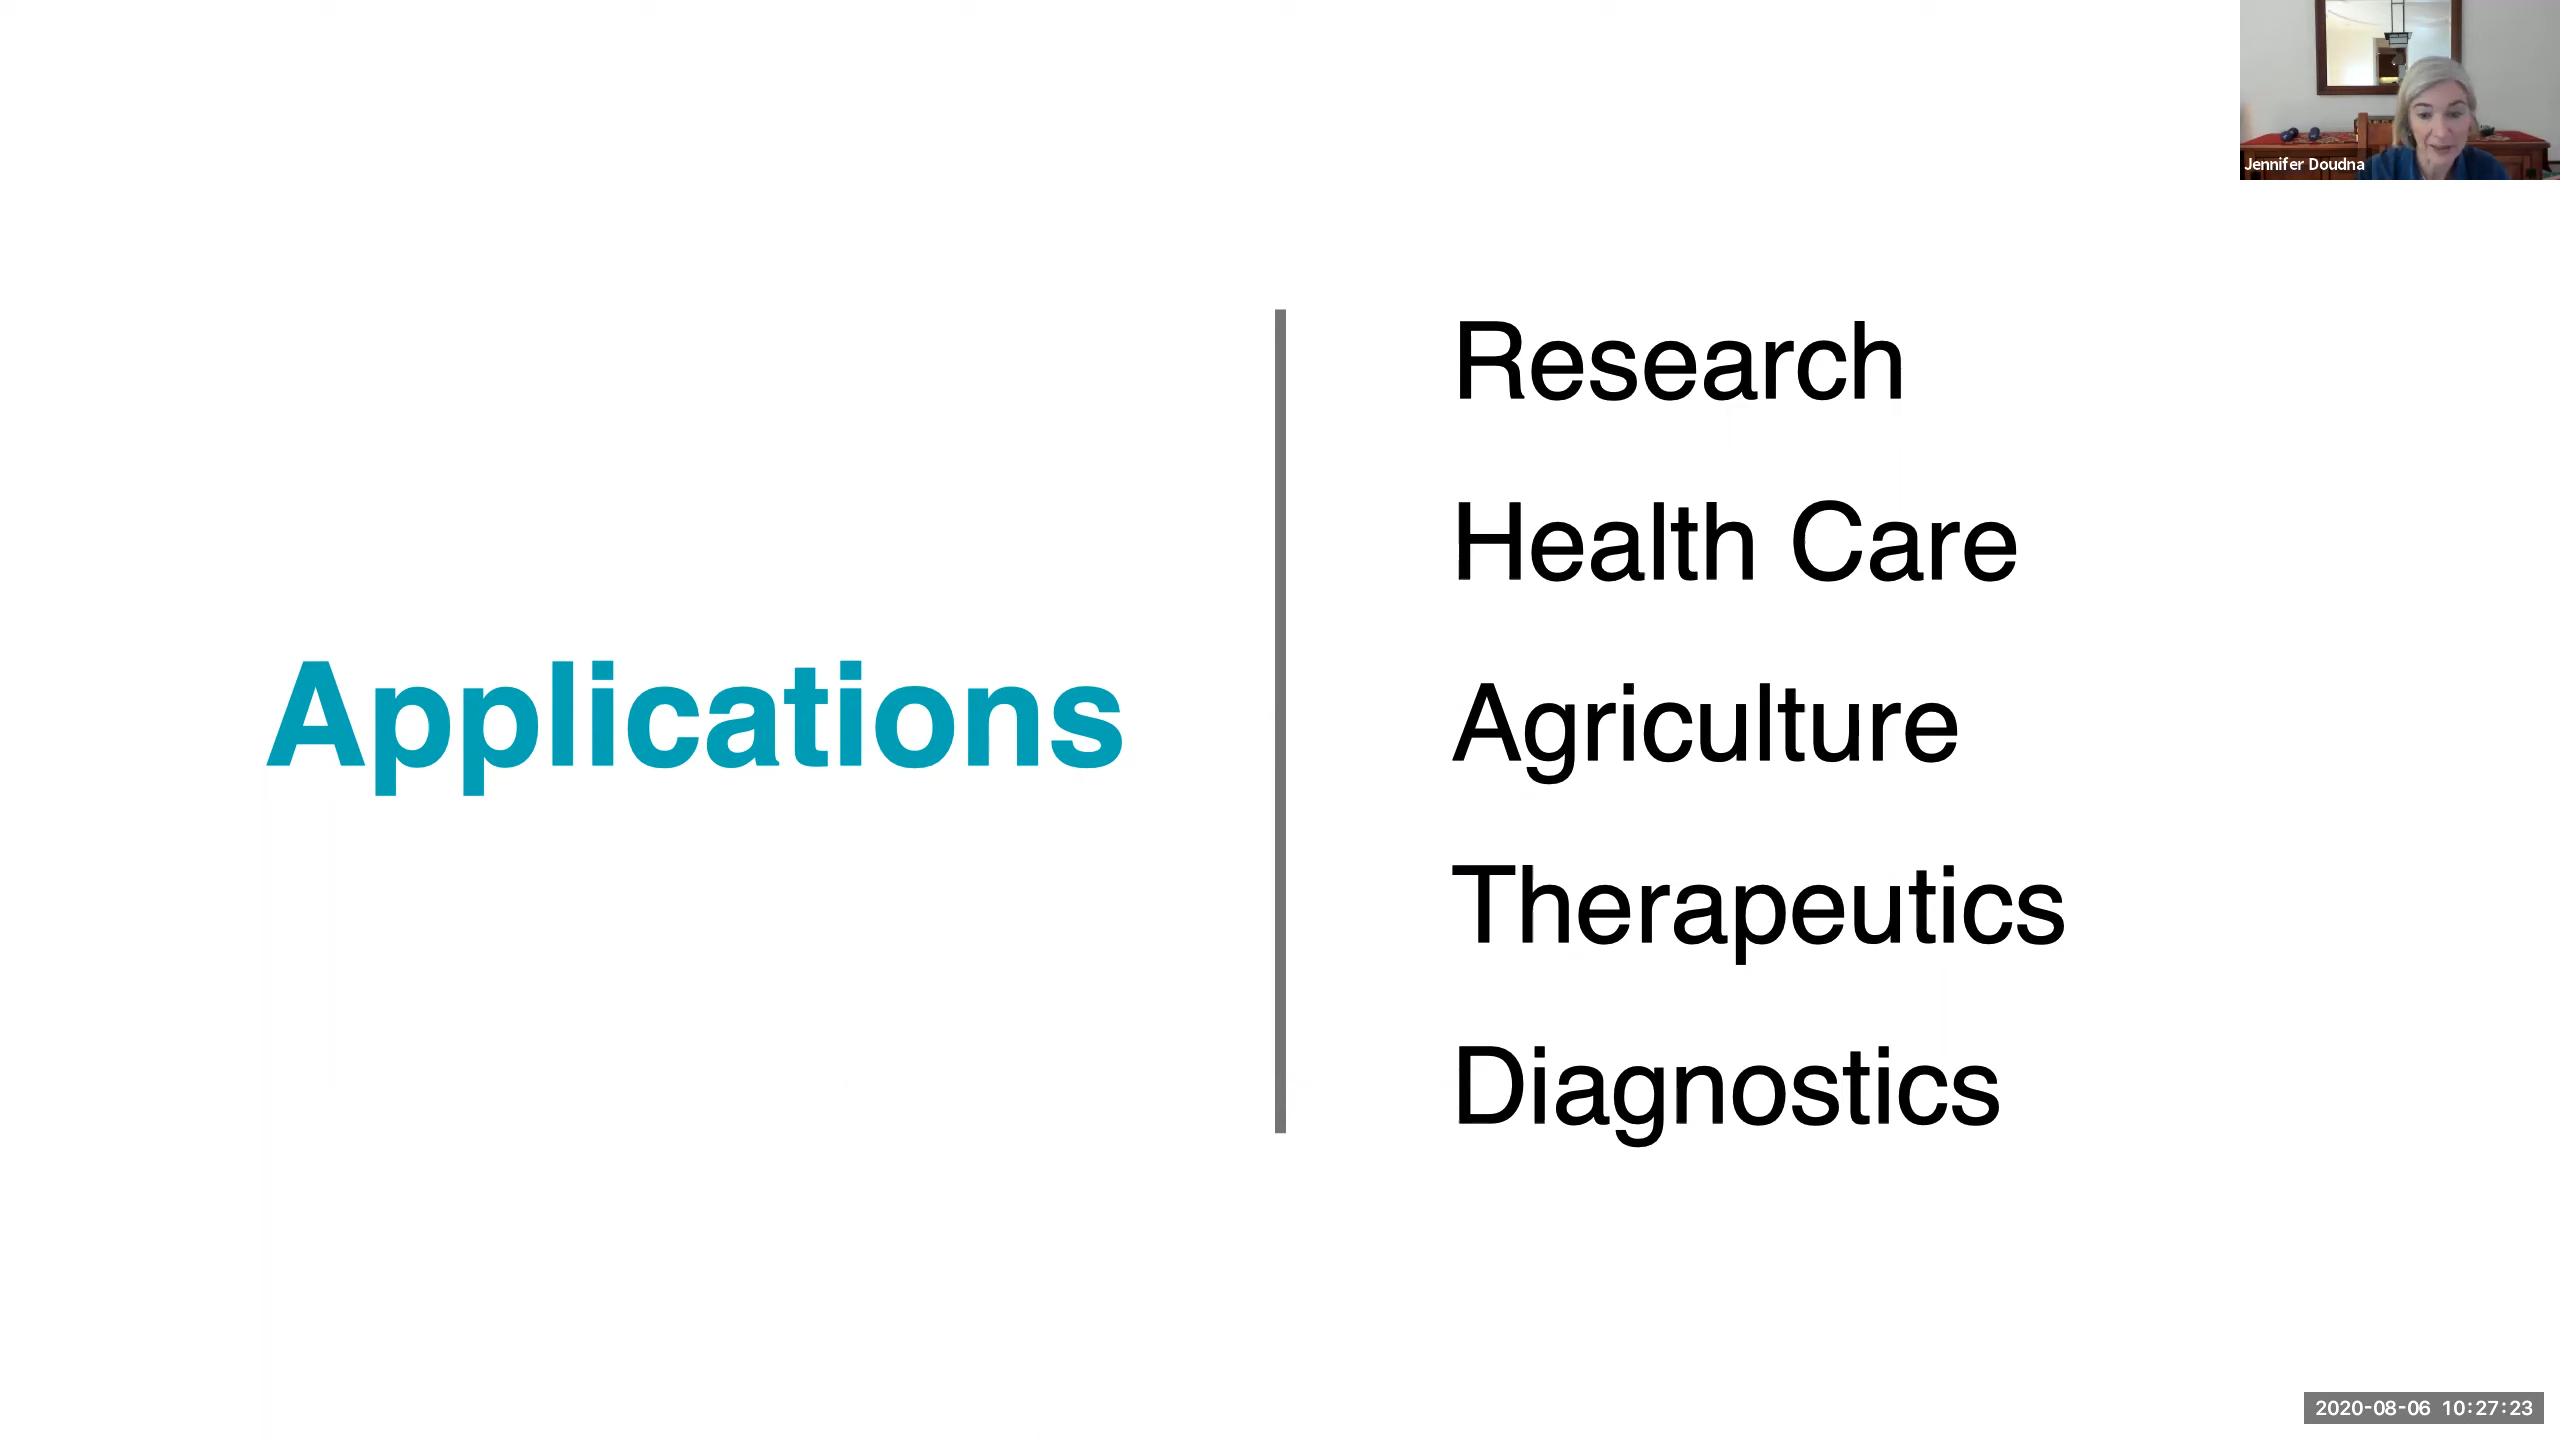 Jennifer Doudna
Applications
Research
Health Care
Agriculture
Therapeutics
Diagnostics
2020-08-06 10:27:23